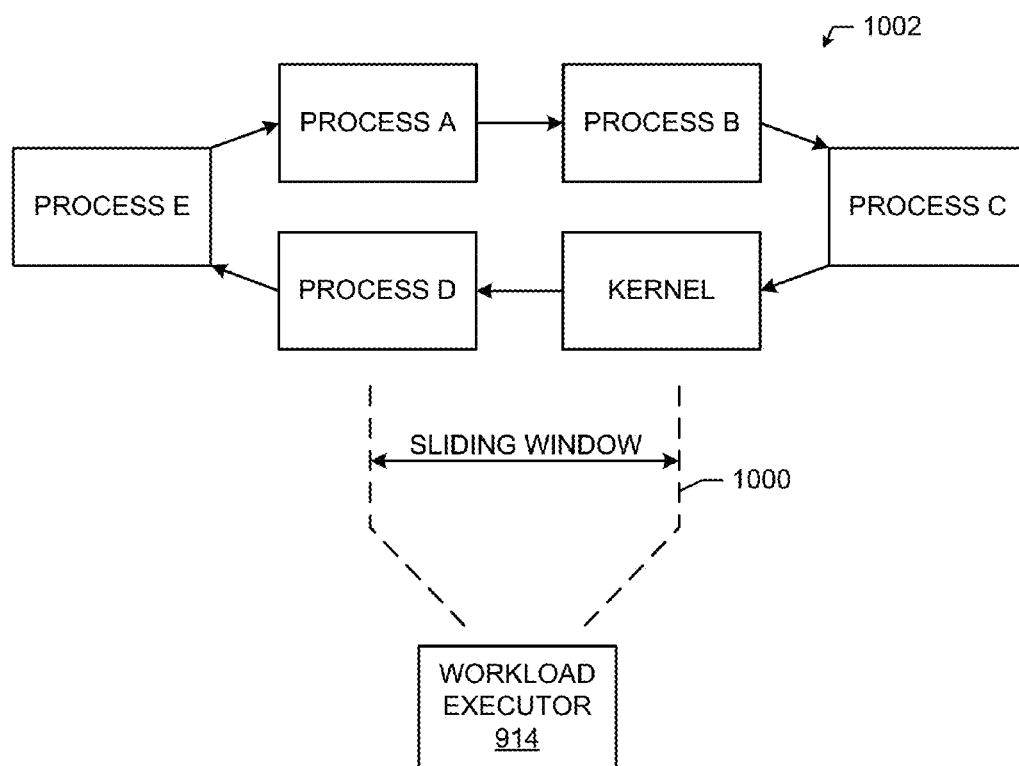 1002
PROCESS A
PROCESS B
PROCESS E
PROCESS C
PROCESS D
KERNEL
SLIDING WINDOW
1000
WORKLOAD
EXECUTOR
914